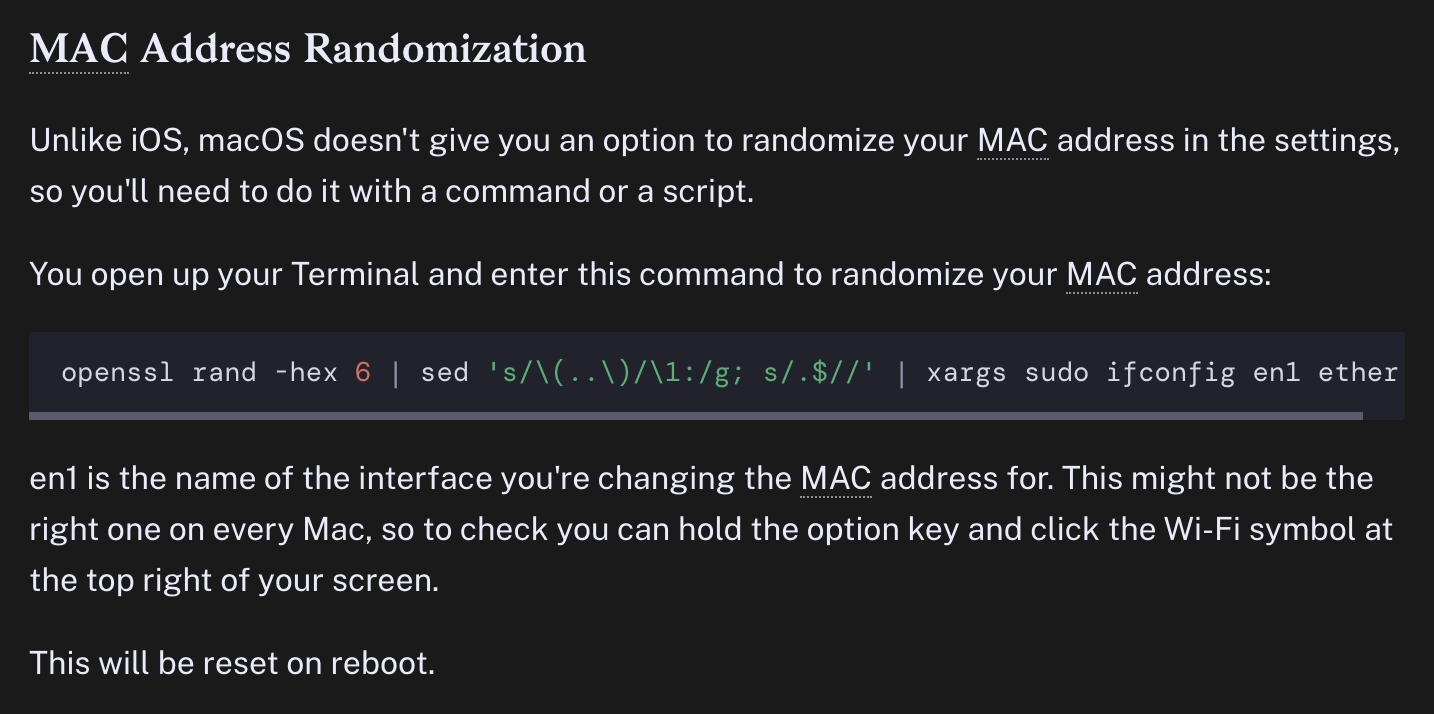 MAC Address Randomization
Unlike iOS, macOS doesn't give you an option to randomize your MAC address in the settings,
so you'll need to do it with a command or a script.
You open up your Terminal and enter this command to randomize your MAC address:
openssl rand -hex 6 | sed 's/\(..\)/\1:/g; s/.$//' | xargs sudo ifconfig en1 ether
en1 is the name of the interface you're changing the MAC address for. This might not be the
right one on every Mac, so to check you can hold the option key and click the Wi-Fi symbol at
the top right of your screen.
This will be reset on reboot.